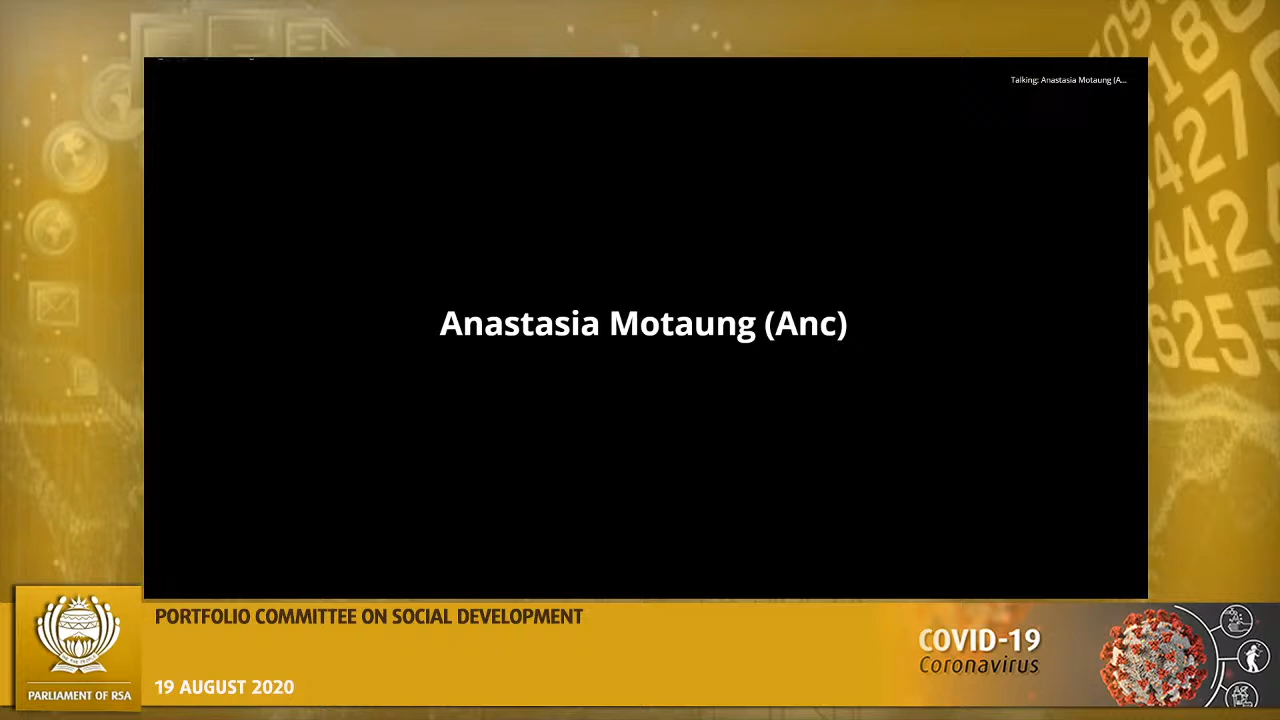 Talking: Anastasia Motaung (A...
Anastasia Motaung (Anc)
PORTFOLIO COMMITTEE ON SOCIAL DEVELOPMENT
COVID-19
Coronavirus
19 AUGUST 2020
PARLIAMENT OF RSA